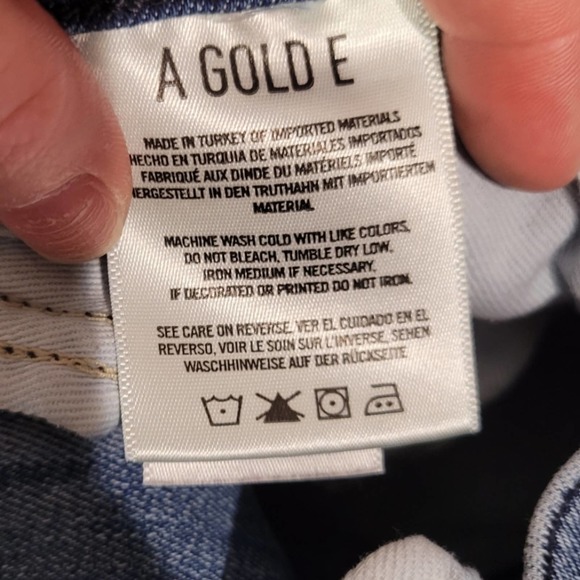 A GOLD E
MADE IN TURKEY OF IMPORTED MATERIALS
HECHO EN TURQUIA DE MATERIALES IMPORTADOS
FABRIQUÉ AUX DINDE DU MATÉRIELS IMPORTÉ
HERGESTELLT IN DEN TRUTHAHN MIT IMPORTIERTEM
MATERIAL
MACHINE WASH COLD WITH LIKE COLORS,
DO NOT BLEACH, TUMBLE DRY LOW,
IRON MEDIUM IF NECESSARY,
IF DECORATED OR PRINTED DO NOT IRON.
SEE CARE ON REVERSE. VER EL CUIDADO EN EL
REVERSO, VOIR LE SOIN SUR L'INVERSE, SEHEN
WASCHHINWEISE AUF DER RÜCKSEITE